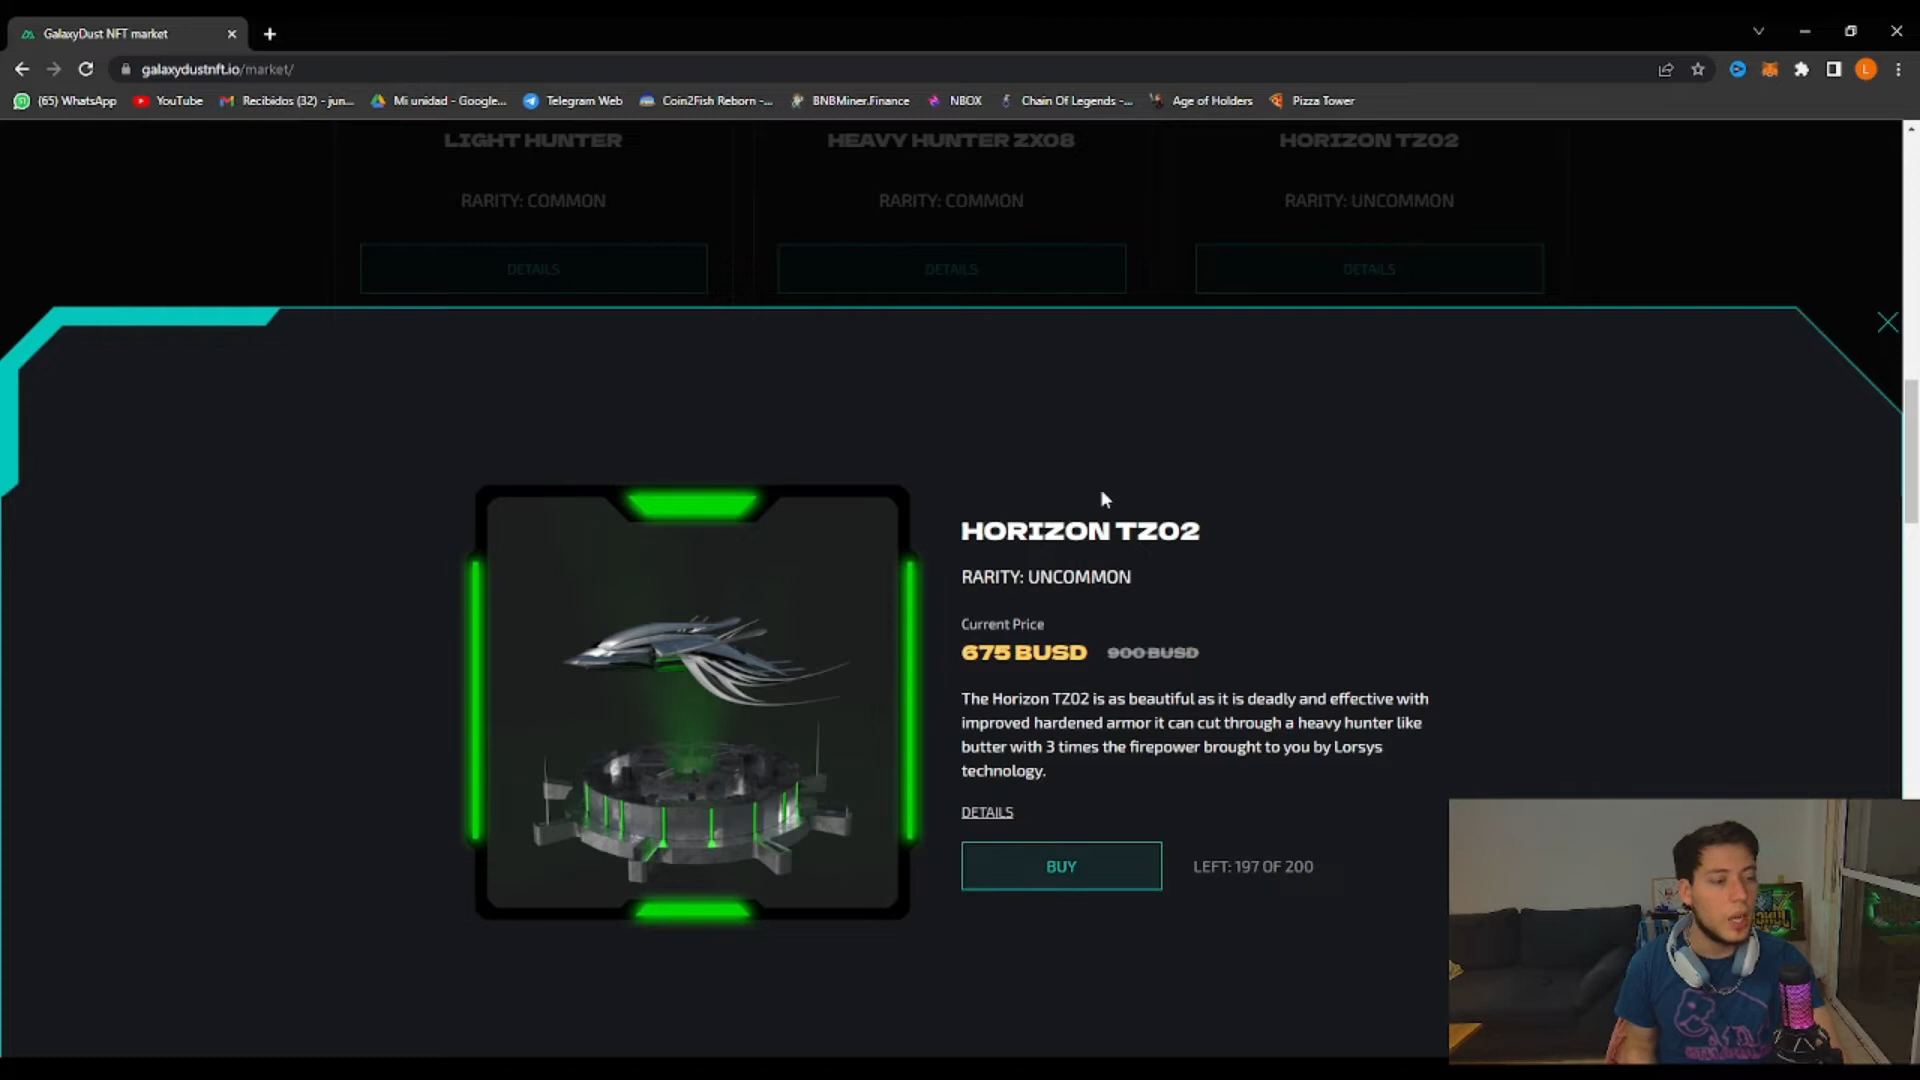 GalaxyDust NFT market
galaxydustnft.io/market/
(65) WhatsApp YouTube Recibidos (32) - jun... Mi unidad - Google... Telegram Web Coin2Fish Reborn -... BNBMiner.Finance NBOX Chain Of Legends -... Age of Holders Pizza Tower
LIGHT HUNTER HEAVY HUNTER ZX08 HORIZON TZ02
RARITY: COMMON RARITY: COMMON RARITY: UNCOMMON
DETAILS DETAILS DETAILS
HORIZON TZ02
RARITY: UNCOMMON
Current Price
675 BUSD 900 BUSD
The Horizon TZ02 is as beautiful as it is deadly and effective with
improved hardened armor it can cut through a heavy hunter like
butter with 3 times the firepower brought to you by Lorsys
technology.
DETAILS
BUY LEFT: 197 OF 200